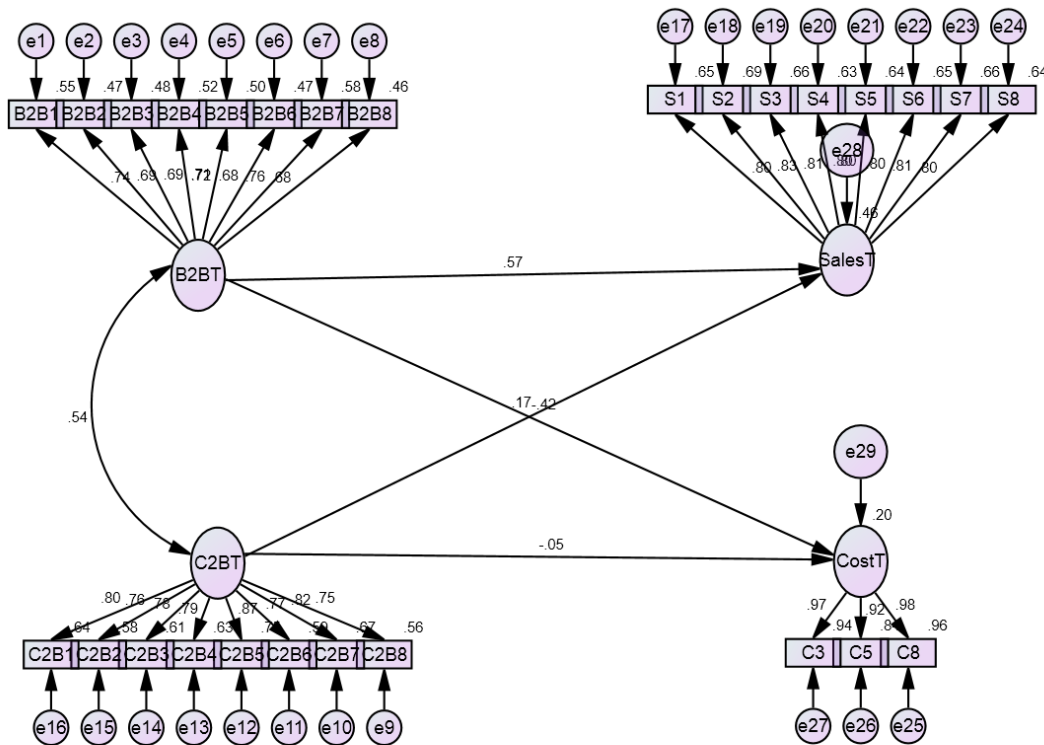 e1 e2 e3 e4 e5 e6 e7 e8
e17 e18 e19 e20 e21 e22 e23 e24
.55 .47 .48 .52 .50 .47 .58 .46
.65 .69 .66 .63 .64 .65 .66 .64
B2B1 B2B2 B2B3 B2B4 B2B5 B2B6 B2B7 B2B8
S1 S2 S3 S4 S5 S6 S7 S8
e28
.74 .69 .69 .68 .76 .68
.80 .83 .81 .80 .80 .81 .80
.46
B2BT
SalesT
.57
.17 -.42
.54
e29
.20
C2BT
-.05
CostT
.80 .76 .78 .79 .87 .77 .82 .75
.97 .92 .98
.64 .58 .61 .63 .59 .67 .56
.94 .96
C2B1 C2B2 C2B3 C2B4 C2B5 C2B6 C2B7 C2B8
C3 C5 C8
e16 e15 e14 e13 e12 e11 e10 e9
e27 e26 e25